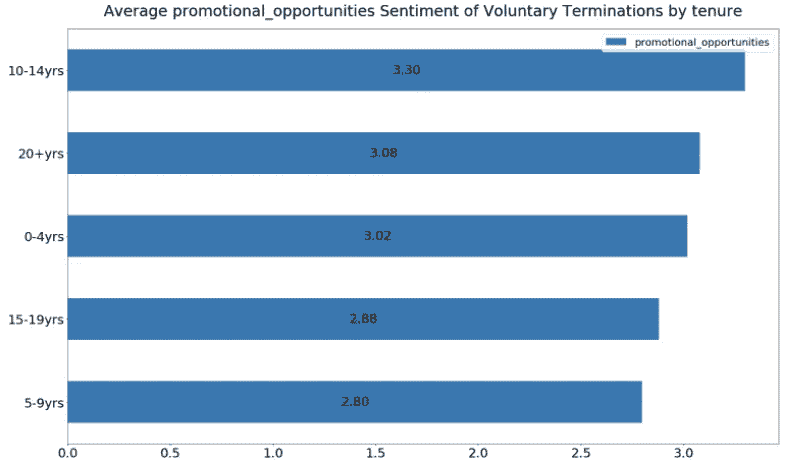 Average promotional_opportunities Sentiment of Voluntary Terminations by tenure
promotional_opportunities
10-14yrs
3.30
20+yrs
3.08
0-4yrs
3.02
15-19yrs
2.88
5-9yrs
2.80
0.0 0.5 1.0 1.5 2.0 2.5 3.0